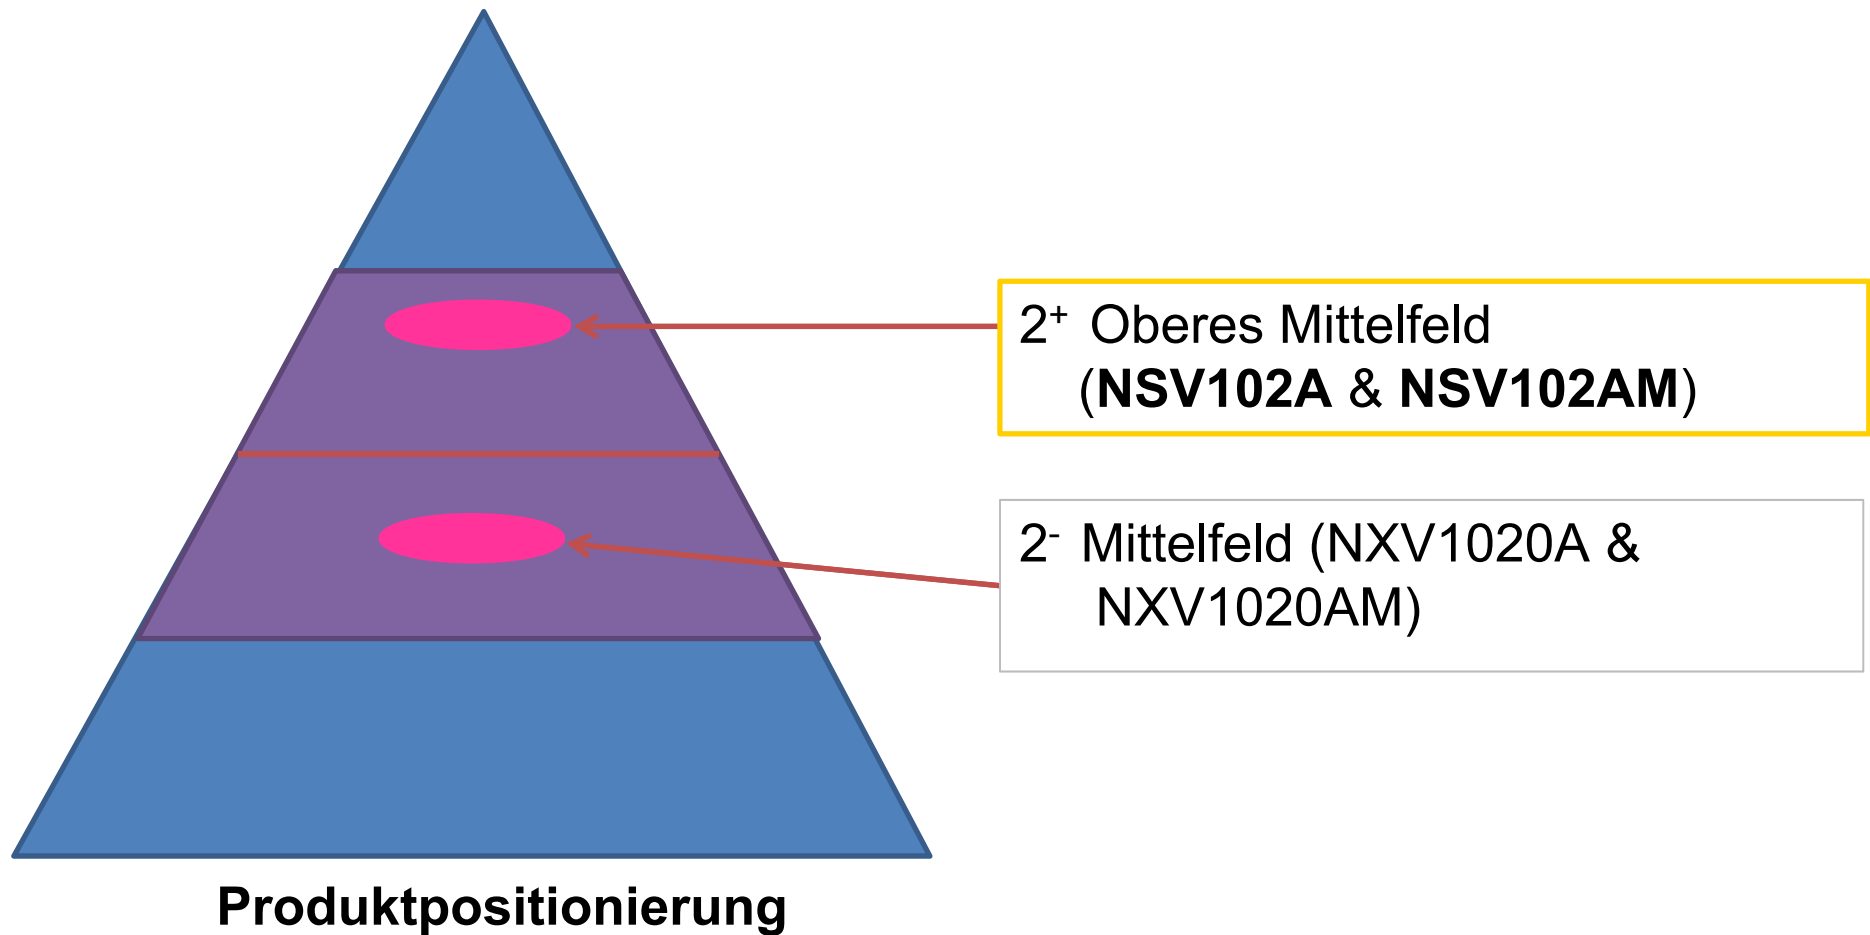 2⁺ Oberes Mittelfeld
(NSV102A & NSV102AM)
2⁻ Mittelfeld (NXV1020A &
NXV1020AM)
Produktpositionierung